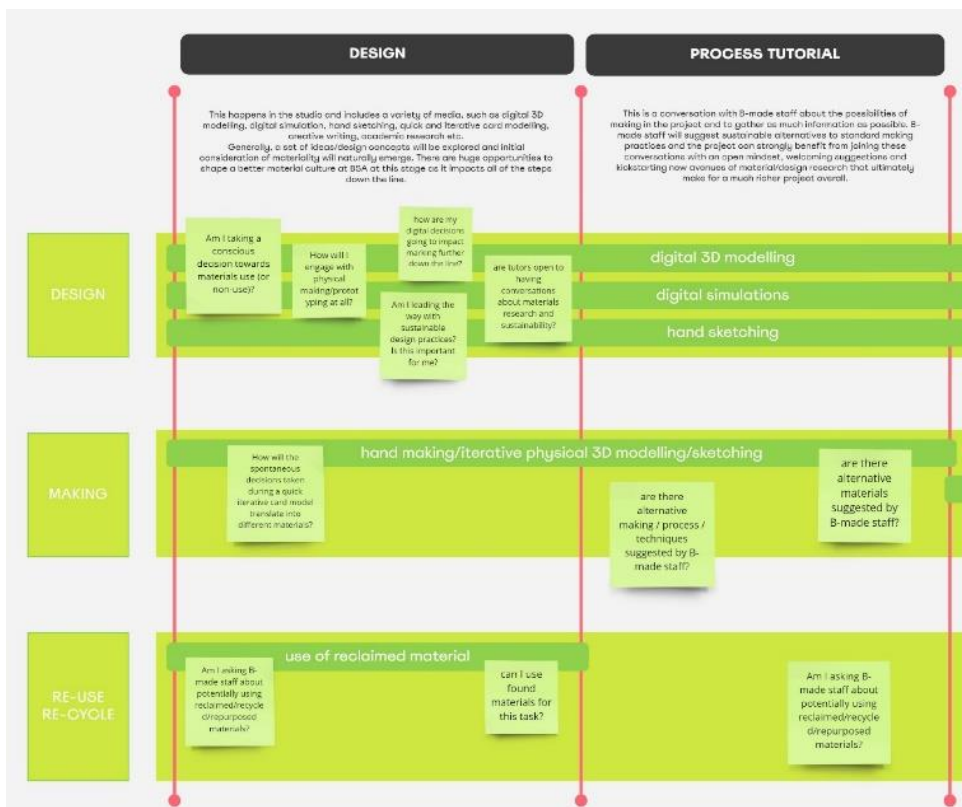 DESIGN
PROCESS TUTORIAL
This happens in the studio and includes a variety of media, such as digital 3D
modelling, digital simulation, hand sketching, quick and iterative card modelling,
creative writing, academic research etc.
Generally, a set of ideas/design concepts will be explored and initial
consideration of materiality will naturally emerge. There are huge opportunities to
shape a better material culture at BSA at this stage as it impacts all of the steps
down the line.
This is a conversation with B-made staff about the possibilities of
making in the project and to gather as much information as possible. B-
made staff will suggest sustainable alternatives to standard making
practices and the project can strongly benefit from joining these
conversations with an open mindset, welcoming suggestions and
kickstarting new avenues of material/design research that ultimately
make for a much richer project overall.
DESIGN
Am I taking a
conscious
decision towards
materials use (or
non-use)?
How will I
engage with
physical
making/protot
yping at all?
how are my
digital decisions
going to impact
marking further
down the line?
Am I leading the
way with
sustainable
design practices?
Is this important
for me?
are tutors open to
having
conversations
about materials
research and
sustainability?
digital 3D modelling
digital simulations
hand sketching
MAKING
hand making/iterative physical 3D modelling/sketching
How will the
spontaneous
decisions taken
during a quick
iterative card model
translate into
different materials?
are there
alternative
making / process /
techniques
suggested by B-
made staff?
are there
alternative
materials
suggested by
B-made staff?
RE-USE
RE-CYCLE
use of reclaimed material
Am I asking B-
made staff about
potentially using
reclaimed/recycle
d/repurposed
materials?
can I use
found
materials for
this task?
Am I asking B-
made staff about
potentially using
reclaimed/recycle
d/repurposed
materials?